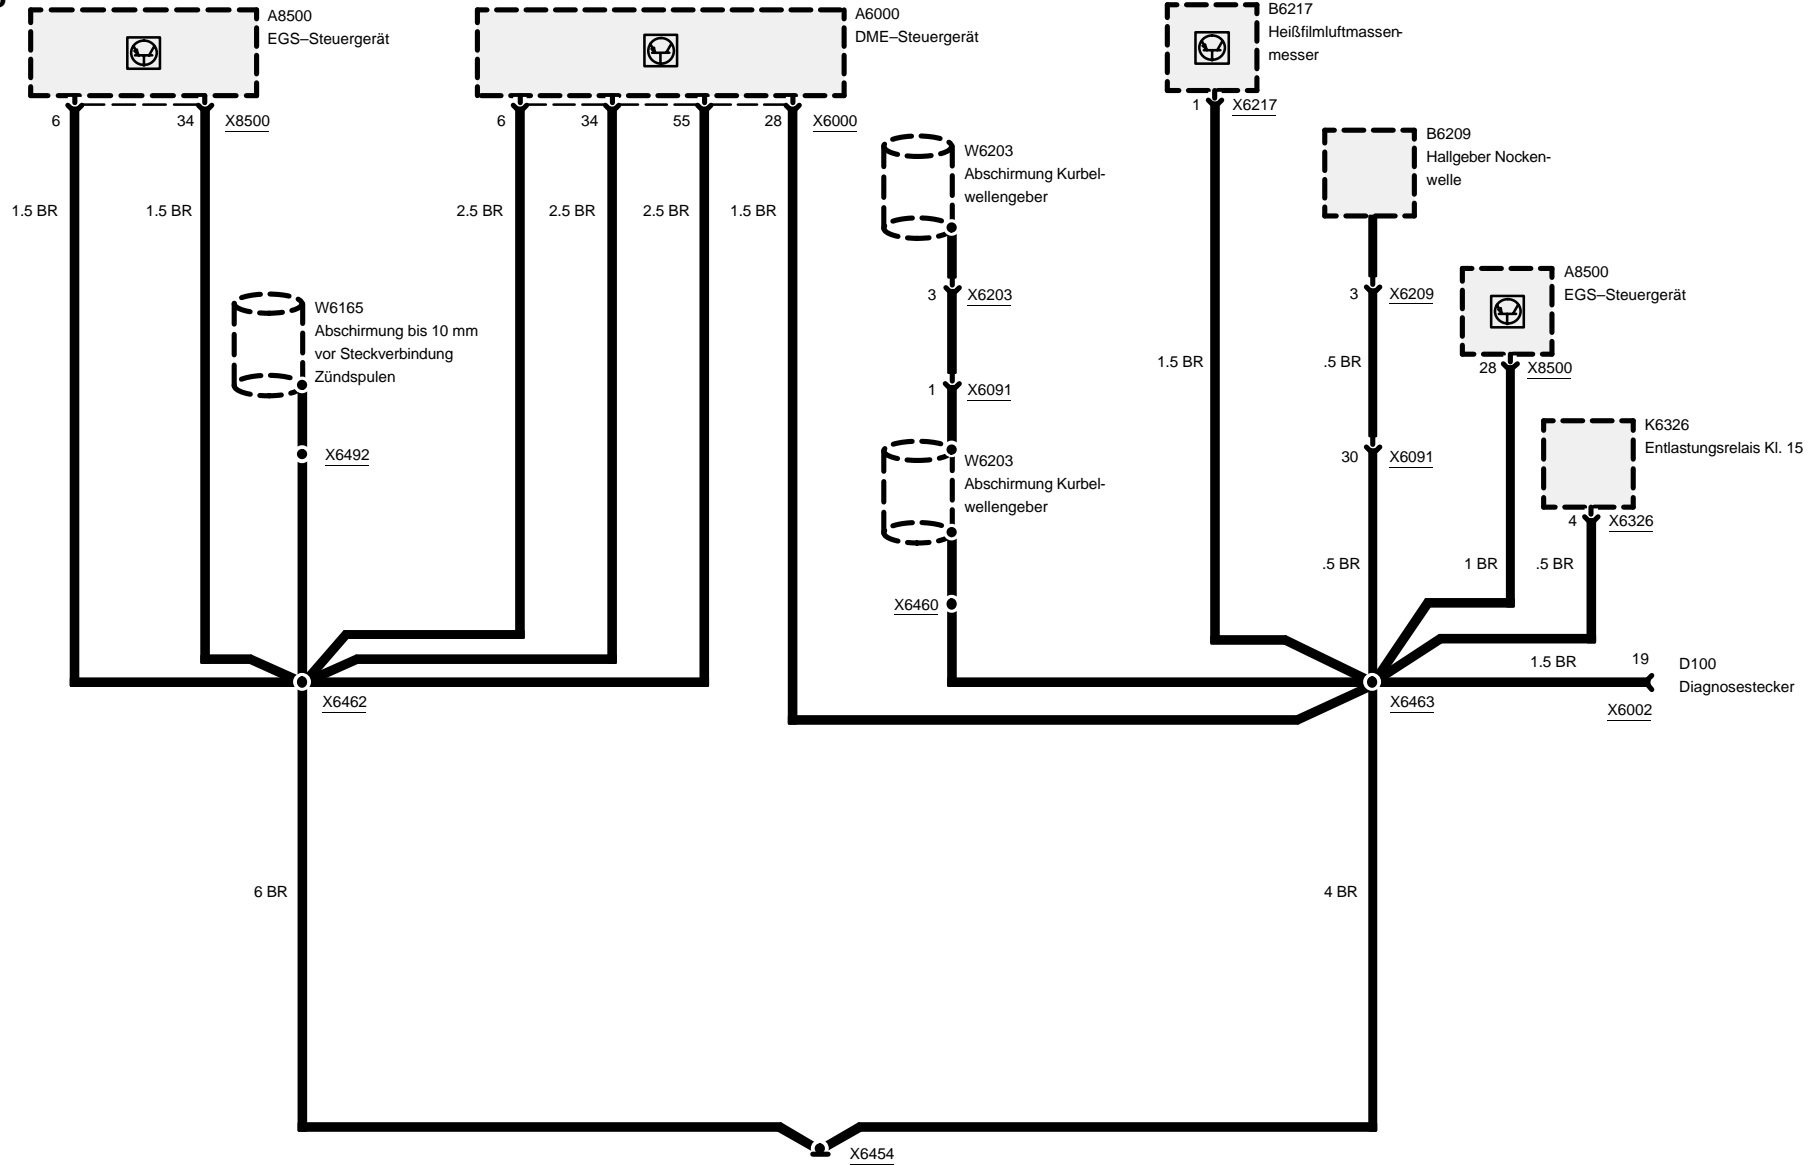 A8500
EGS–Steuergerät
6
34
X8500
1.5 BR
1.5 BR
W6165
Abschirmung bis 10 mm
vor Steckverbindung
Zündspulen
X6492
A6000
DME–Steuergerät
6
34
55
28
X6000
2.5 BR
2.5 BR
2.5 BR
1.5 BR
W6203
Abschirmung Kurbel-
wellengeber
3
X6203
1
X6091
W6203
Abschirmung Kurbel-
wellengeber
X6460
B6217
Heißfilmluftmassen-
messer
1
X6217
1.5 BR
B6209
Hallgeber Nocken-
welle
3
X6209
.5 BR
30
X6091
.5 BR
A8500
EGS–Steuergerät
28
X8500
1 BR
K6326
Entlastungsrelais Kl. 15
4
X6326
.5 BR
1.5 BR
19
D100
Diagnosestecker
X6002
X6462
X6463
6 BR
4 BR
X6454